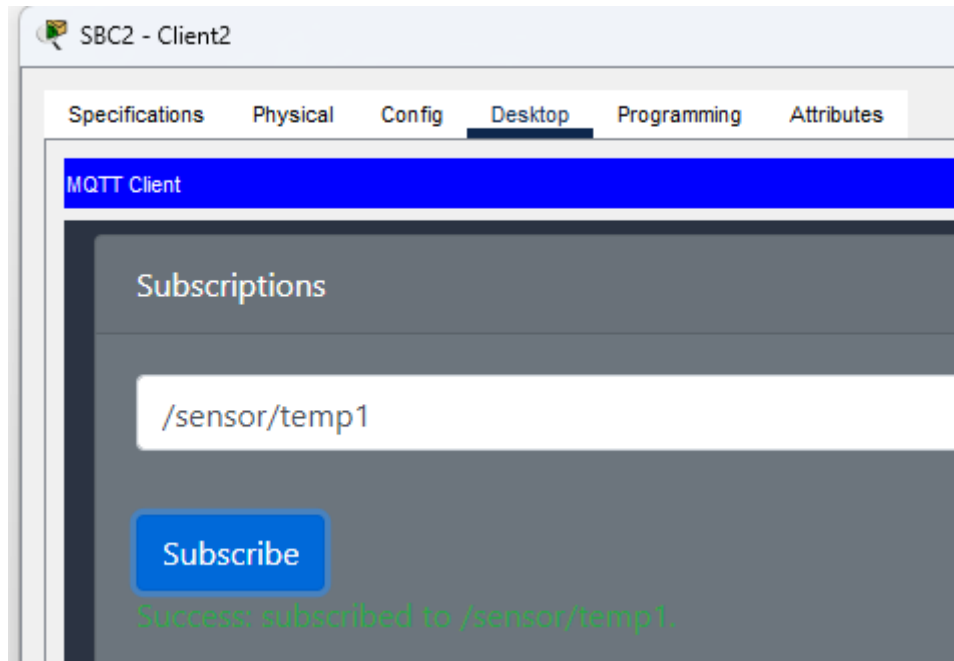 SBC2 - Client2
Specifications Physical Config Desktop Programming Attributes
MQTT Client
Subscriptions
/sensor/temp1
Subscribe
Success: subscribed to /sensor/temp1.